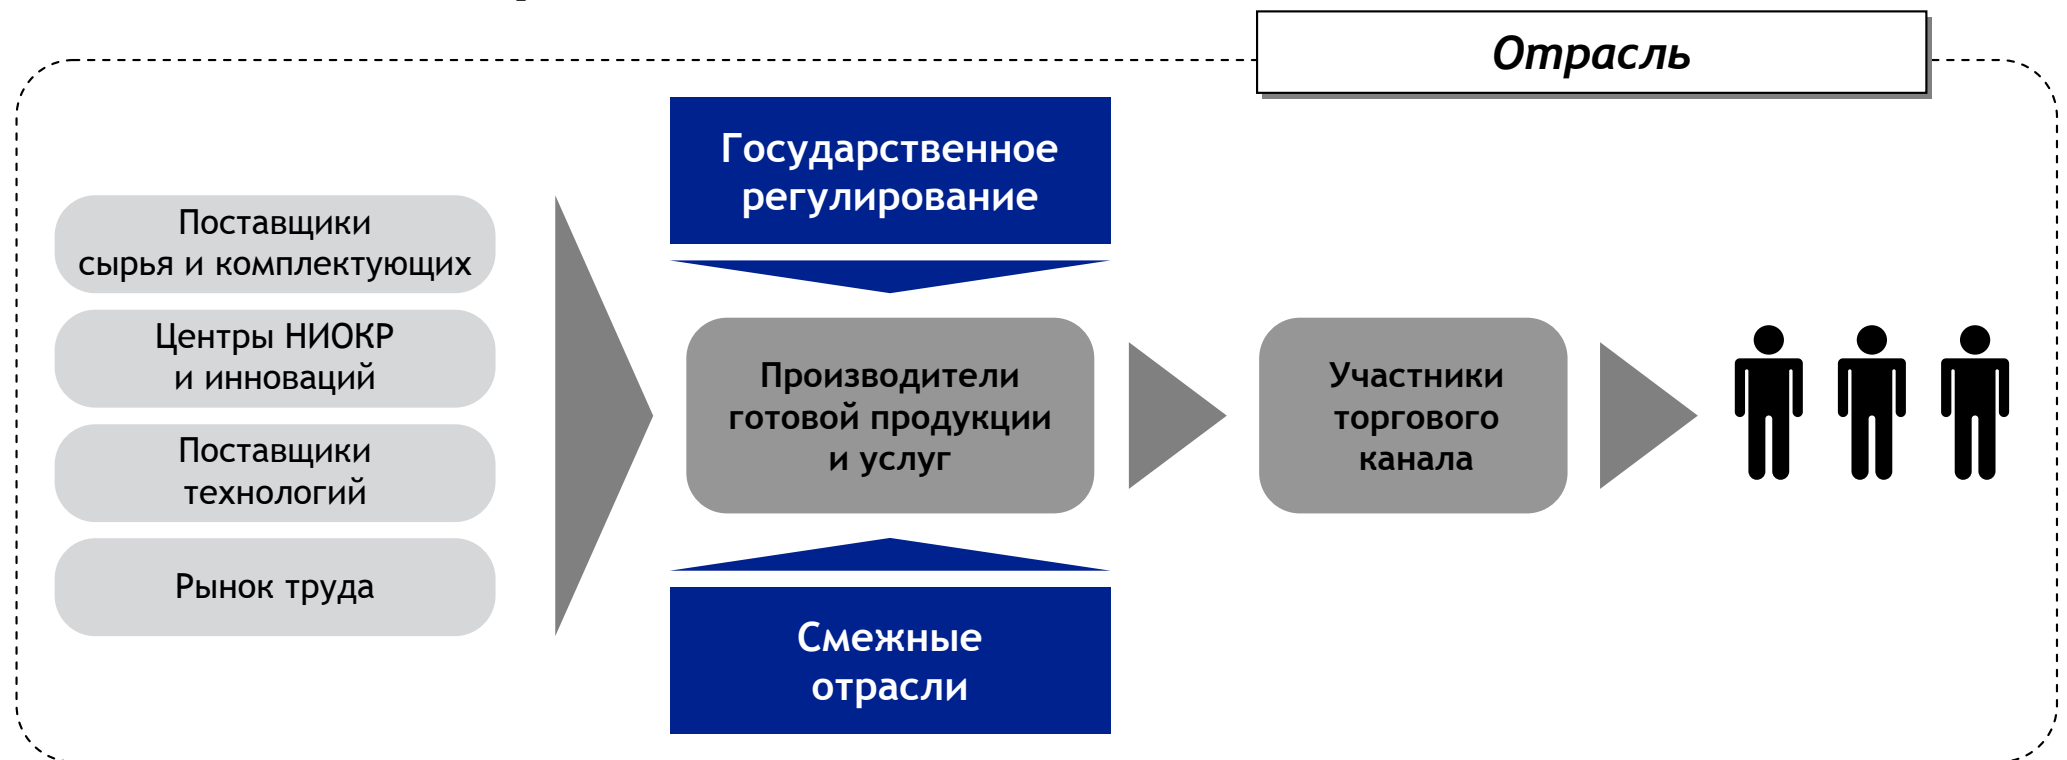 Отрасль
Государственное
регулирование
Поставщики
сырья и комплектующих
Центры НИОКР
и инноваций
Поставщики
технологий
Рынок труда
Производители
готовой продукции
и услуг
Участники
торгового
канала
Смежные
отрасли